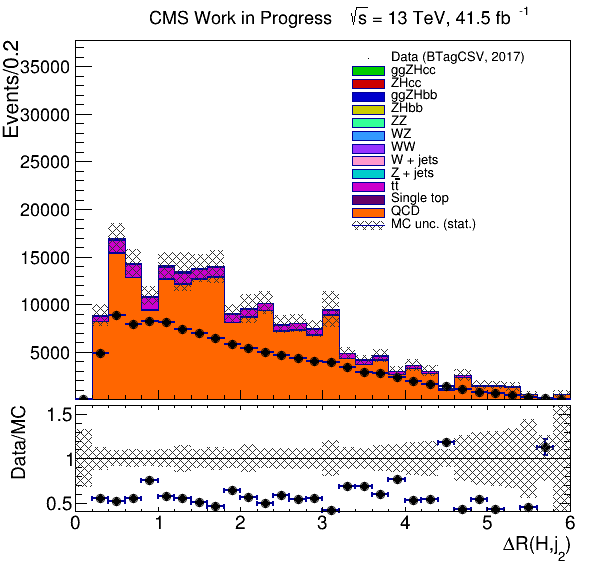 CMS Work in Progress √s = 13 TeV, 41.5 fb⁻¹
Events/0.2
35000
30000
25000
20000
15000
10000
5000
Data (BTagCSV, 2017)
ggZHcc
ZHcc
ggZHbb
ZHbb
ZZ
WZ
WW
W + jets
Z + jets
tt̄
Single top
QCD
MC unc. (stat.)
Data/MC
1.5
1
0.5
0 1 2 3 4 5 6
ΔR(H,j₂)